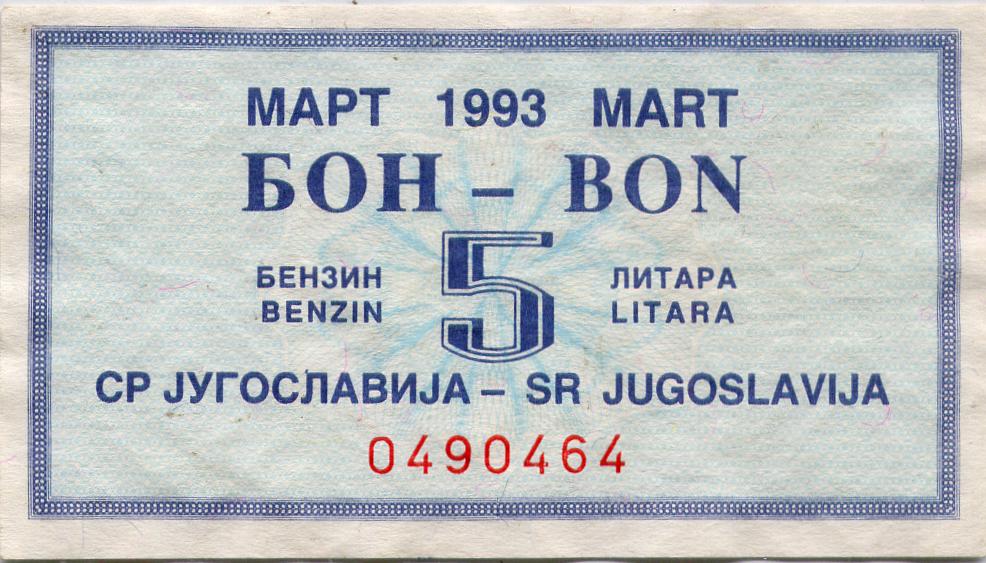 МАРТ 1993 MART
БОН – BON
5
БЕНЗИН ЛИТАРА
BENZIN LITARA
СР ЈУГОСЛАВИЈА – SR JUGOSLAVIJA
0490464